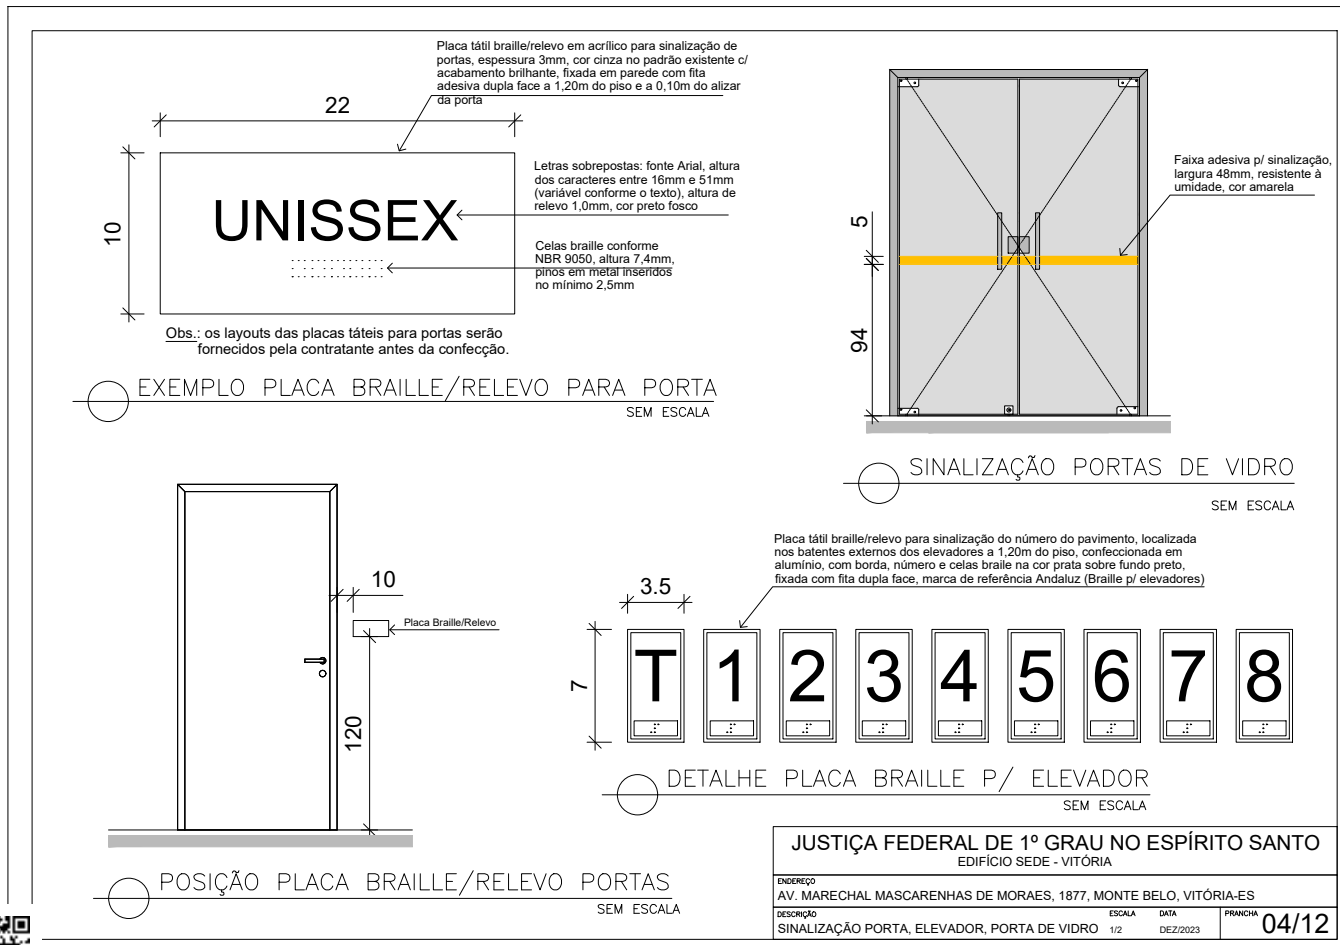 Placa tátil braille/relevo em acrílico para sinalização de
portas, espessura 3mm, cor cinza no padrão existente c/
acabamento brilhante, fixada em parede com fita
adesiva dupla face a 1,20m do piso e a 0,10m do alizar
da porta
22
10
UNISSEX
Letras sobrepostas: fonte Arial, altura
dos caracteres entre 16mm e 51mm
(variável conforme o texto), altura de
relevo 1,0mm, cor preto fosco
Celas braille conforme
NBR 9050, altura 7,4mm,
pinos em metal inseridos
no mínimo 2,5mm
Obs.: os layouts das placas táteis para portas serão
fornecidos pela contratante antes da confecção.
EXEMPLO PLACA BRAILLE/RELEVO PARA PORTA
SEM ESCALA
Faixa adesiva p/ sinalização,
largura 48mm, resistente à
umidade, cor amarela
5
94
SINALIZAÇÃO PORTAS DE VIDRO
SEM ESCALA
10
Placa Braille/Relevo
120
POSIÇÃO PLACA BRAILLE/RELEVO PORTAS
SEM ESCALA
Placa tátil braille/relevo para sinalização do número do pavimento, localizada
nos batentes externos dos elevadores a 1,20m do piso, confeccionada em
alumínio, com borda, número e celas braile na cor prata sobre fundo preto,
fixada com fita dupla face, marca de referência Andaluz (Braille p/ elevadores)
3.5
7
T 1 2 3 4 5 6 7 8
DETALHE PLACA BRAILLE P/ ELEVADOR
SEM ESCALA
JUSTIÇA FEDERAL DE 1º GRAU NO ESPÍRITO SANTO
EDIFÍCIO SEDE - VITÓRIA
ENDEREÇO
AV. MARECHAL MASCARENHAS DE MORAES, 1877, MONTE BELO, VITÓRIA-ES
DESCRIÇÃO ESCALA DATA PRANCHA
SINALIZAÇÃO PORTA, ELEVADOR, PORTA DE VIDRO 1/2 DEZ/2023 04/12